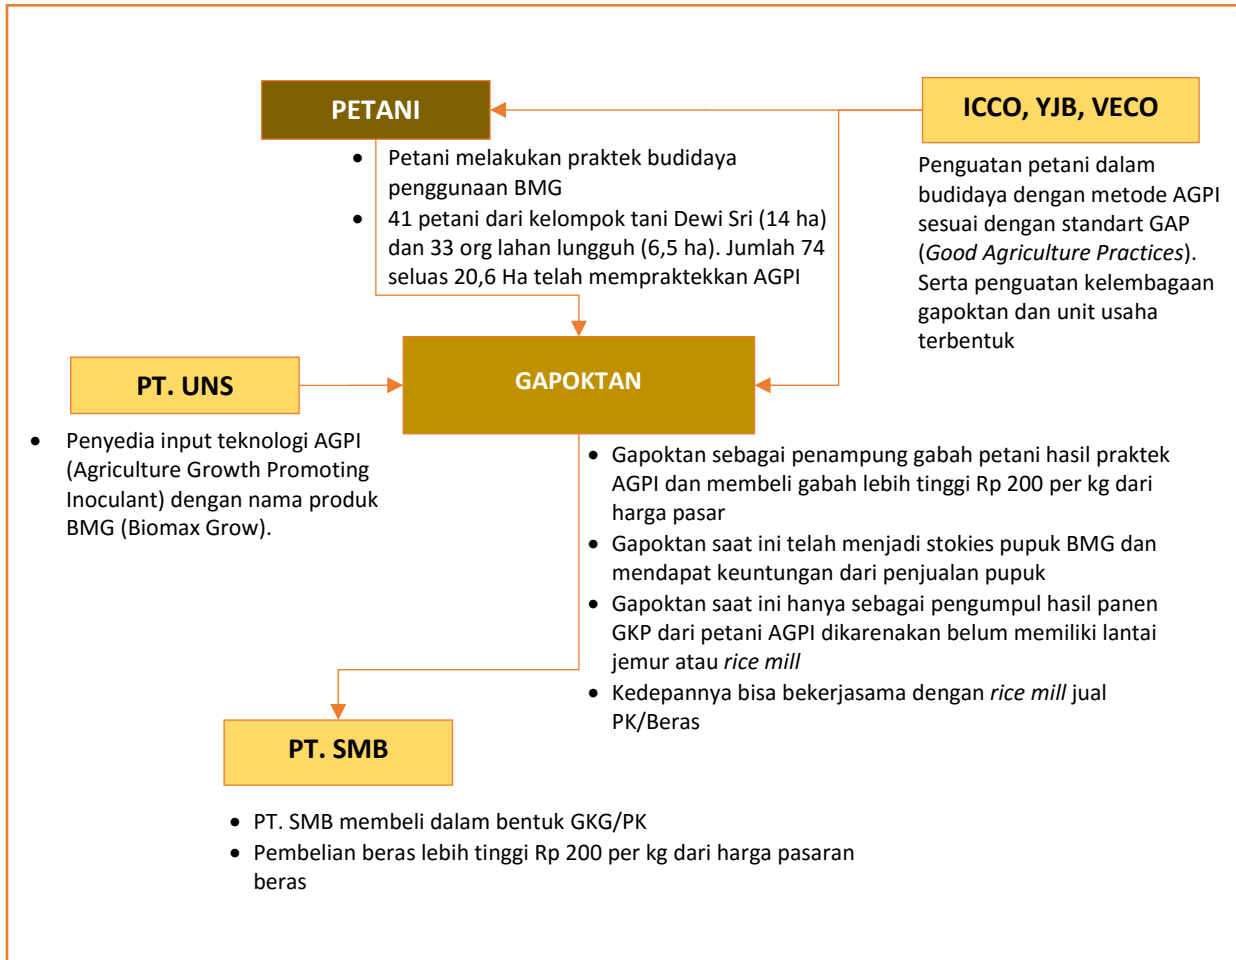 PETANI
ICCO, YJB, VECO
• Petani melakukan praktek budidaya
penggunaan BMG
• 41 petani dari kelompok tani Dewi Sri (14 ha)
dan 33 org lahan lungguh (6,5 ha). Jumlah 74
seluas 20,6 Ha telah mempraktekkan AGPI
Penguatan petani dalam
budidaya dengan metode AGPI
sesuai dengan standart GAP
(Good Agriculture Practices).
Serta penguatan kelembagaan
gapoktan dan unit usaha
terbentuk
PT. UNS
GAPOKTAN
• Penyedia input teknologi AGPI
(Agriculture Growth Promoting
Inoculant) dengan nama produk
BMG (Biomax Grow).
• Gapoktan sebagai penampung gabah petani hasil praktek
AGPI dan membeli gabah lebih tinggi Rp 200 per kg dari
harga pasar
• Gapoktan saat ini telah menjadi stokies pupuk BMG dan
mendapat keuntungan dari penjualan pupuk
• Gapoktan saat ini hanya sebagai pengumpul hasil panen
GKP dari petani AGPI dikarenakan belum memiliki lantai
jemur atau rice mill
• Kedepannya bisa bekerjasama dengan rice mill jual
PK/Beras
PT. SMB
• PT. SMB membeli dalam bentuk GKG/PK
• Pembelian beras lebih tinggi Rp 200 per kg dari harga pasaran
beras